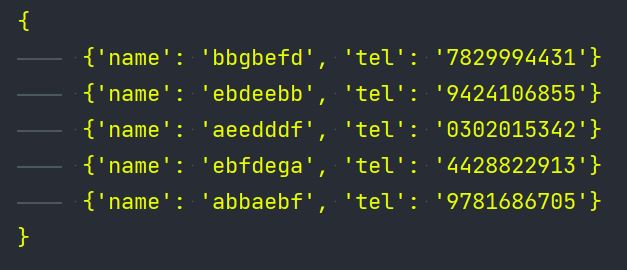 {
{'name': 'bbgbefd', 'tel': '7829994431'}
{'name': 'ebdeebb', 'tel': '9424106855'}
{'name': 'aeedddf', 'tel': '0302015342'}
{'name': 'ebfdega', 'tel': '4428822913'}
{'name': 'abbaebf', 'tel': '9781686705'}
}